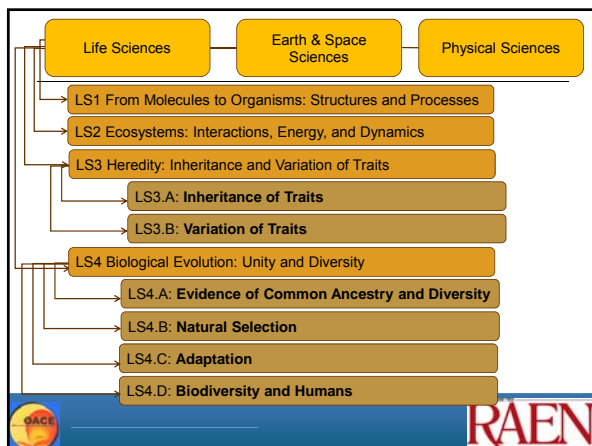 Life Sciences
Earth & Space
Sciences
Physical Sciences
LS1 From Molecules to Organisms: Structures and Processes
LS2 Ecosystems: Interactions, Energy, and Dynamics
LS3 Heredity: Inheritance and Variation of Traits
LS3.A: Inheritance of Traits
LS3.B: Variation of Traits
LS4 Biological Evolution: Unity and Diversity
LS4.A: Evidence of Common Ancestry and Diversity
LS4.B: Natural Selection
LS4.C: Adaptation
LS4.D: Biodiversity and Humans
OACE
RAEN